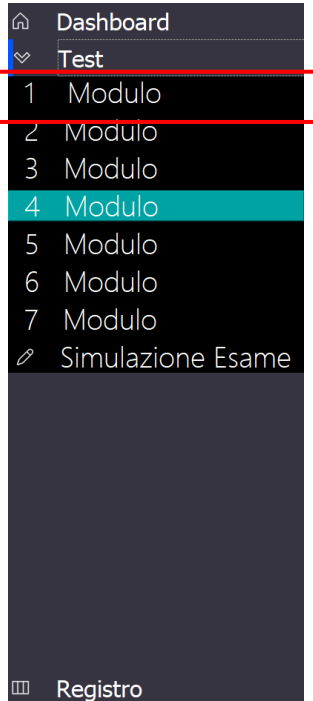 Dashboard
Test
1 Modulo
2 Modulo
3 Modulo
4 Modulo
5 Modulo
6 Modulo
7 Modulo
Simulazione Esame
Registro